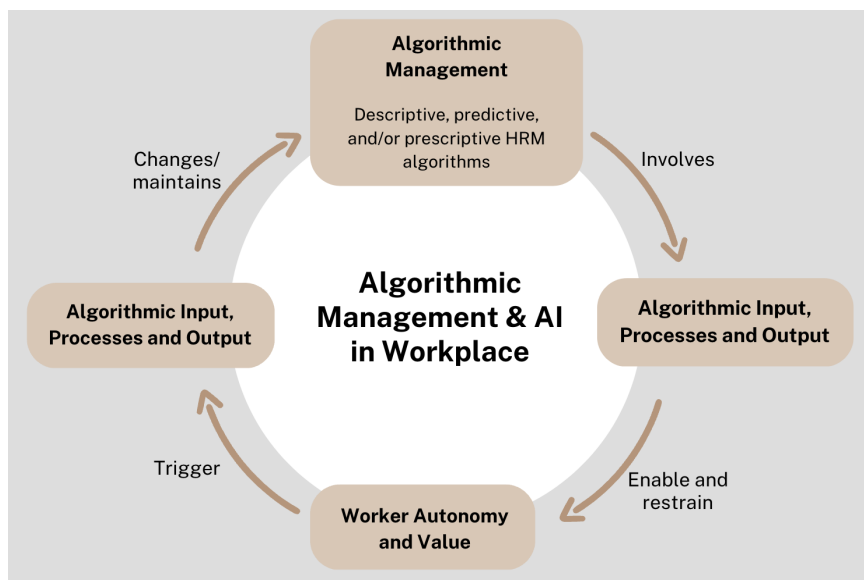 Algorithmic
Management
Descriptive, predictive,
and/or prescriptive HRM
algorithms
Changes/
maintains
Involves
Algorithmic
Management & AI
in Workplace
Algorithmic Input,
Processes and Output
Algorithmic Input,
Processes and Output
Trigger
Enable and
restrain
Worker Autonomy
and Value